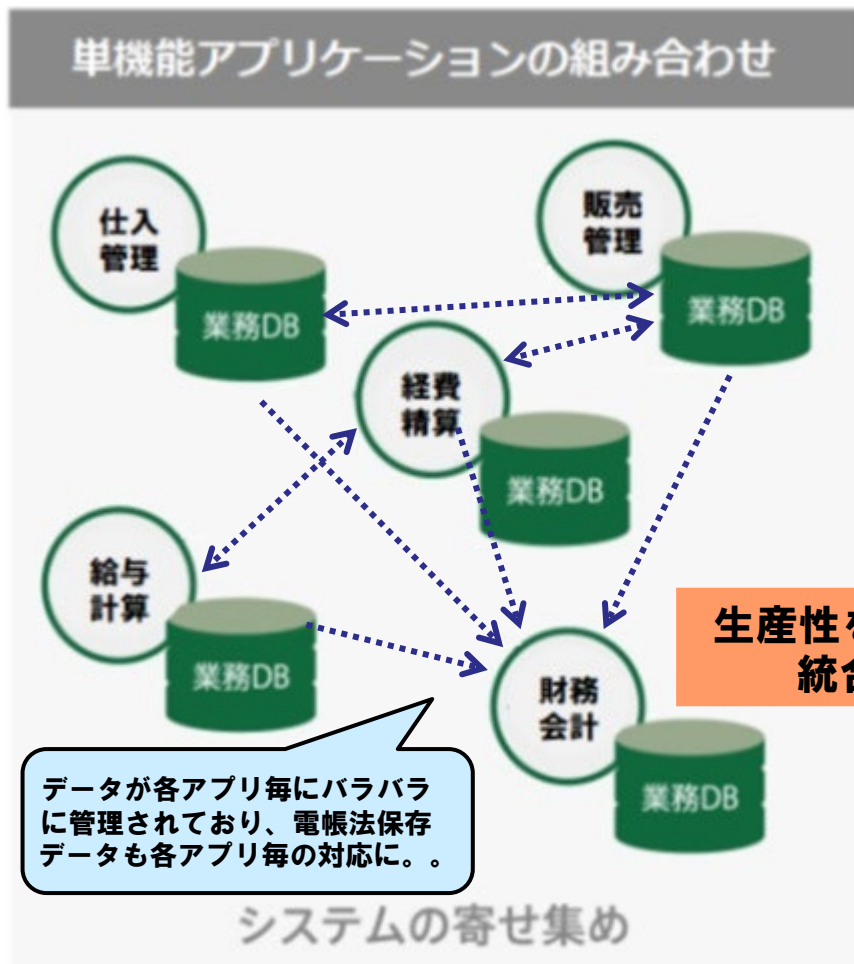 単機能アプリケーションの組み合わせ
仕入
管理
業務DB
販売
管理
業務DB
経費
精算
業務DB
給与
計算
業務DB
生産性を
統合
財務
会計
業務DB
データが各アプリ毎にバラバラ
に管理されており、電帳法保存
データも各アプリ毎の対応に。。
システムの寄せ集め